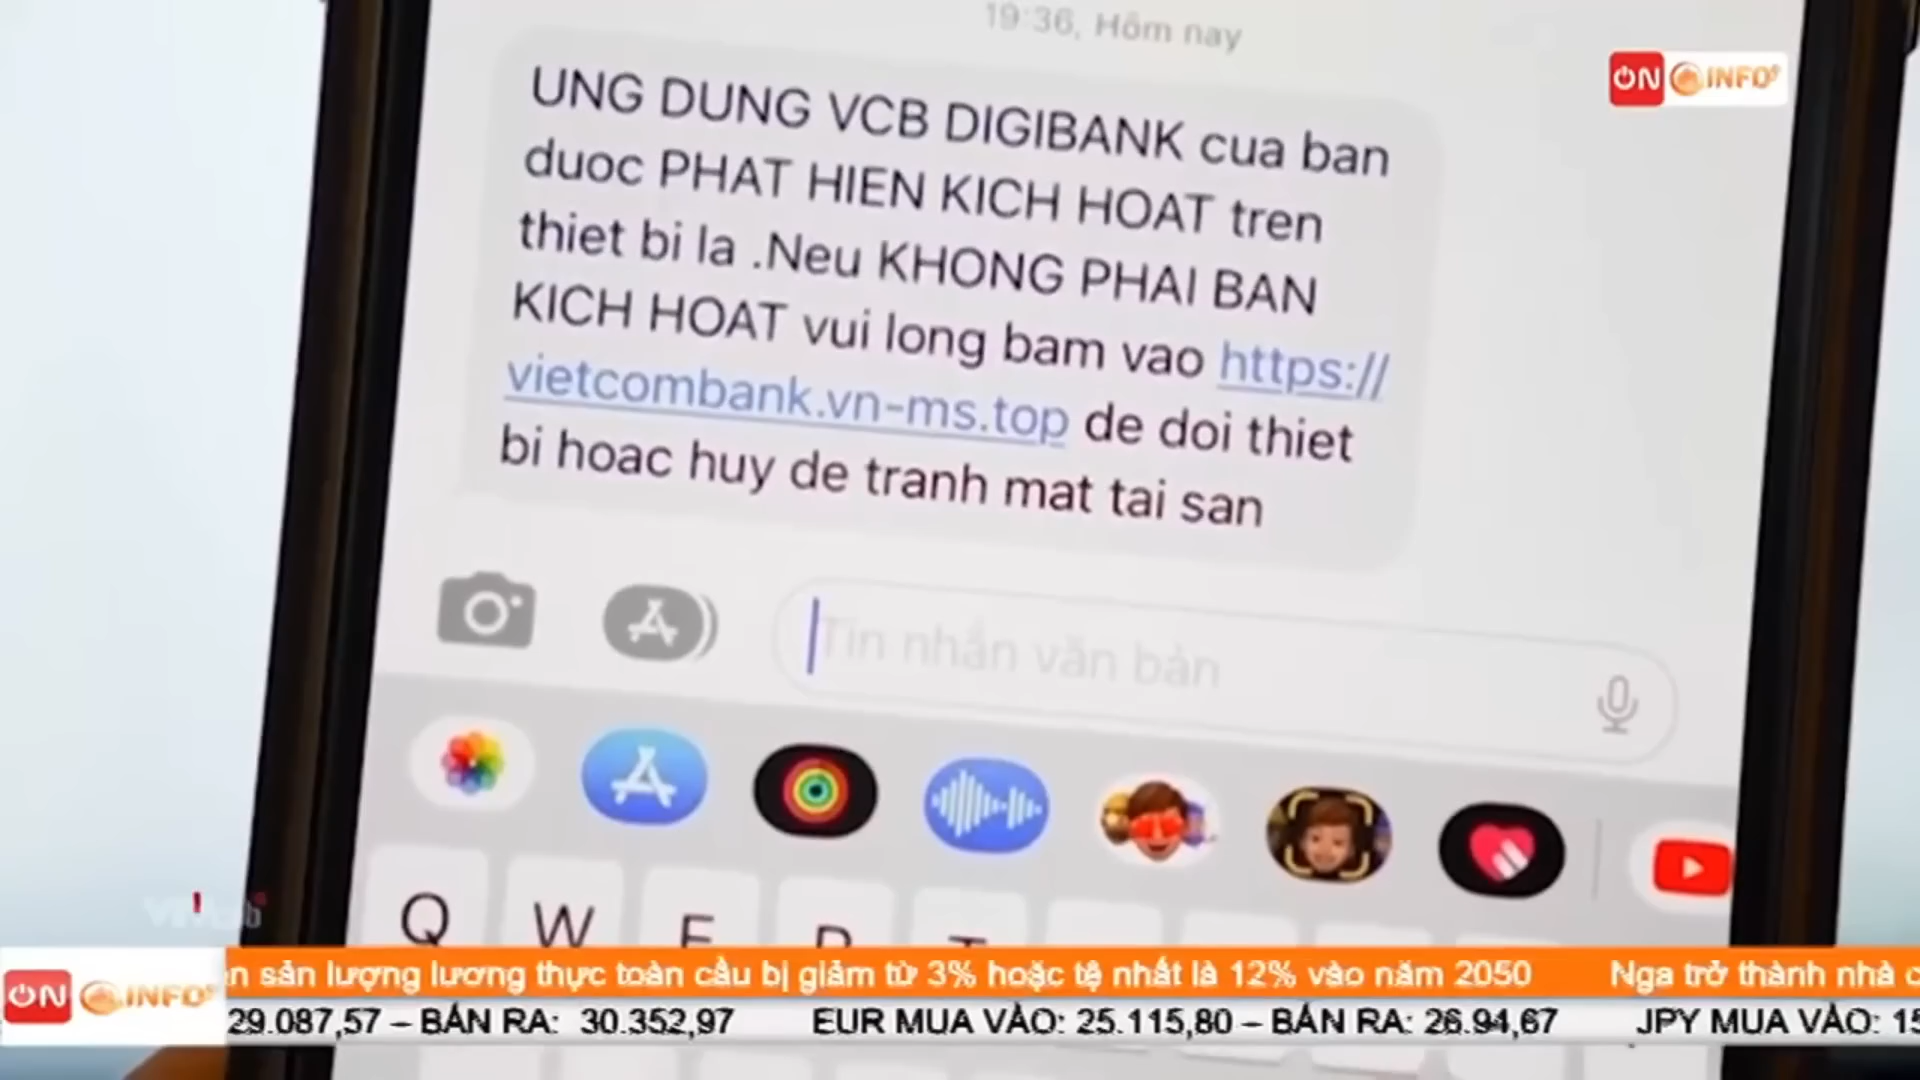 19:36, Hôm nay
ON INFO+
UNG DUNG VCB DIGIBANK cua ban
duoc PHAT HIEN KICH HOAT tren
thiet bi la .Neu KHONG PHAI BAN
KICH HOAT vui long bam vao https://
vietcombank.vn-ms.top de doi thiet
bi hoac huy de tranh mat tai san
Tin nhắn văn bản
Q W E R T
ON INFO+
sản lượng lương thực toàn cầu bị giảm từ 3% hoặc tệ nhất là 12% vào năm 2050 Nga trở thành nhà
29.087,57 – BÁN RA: 30.352,97 EUR MUA VÀO: 25.115,80 – BÁN RA: 26.94,67 JPY MUA VÀO: